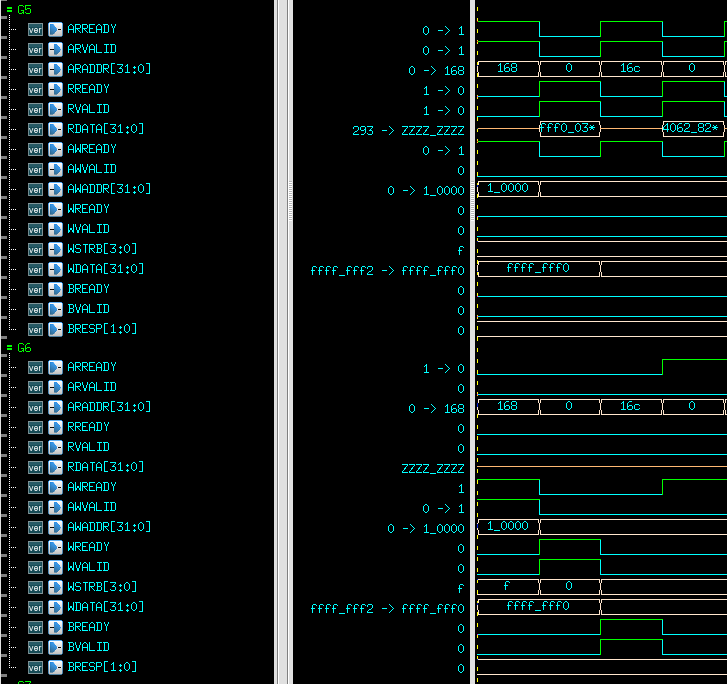 G5
ver ARREADY 0 -> 1
ver ARVALID 0 -> 1
ver ARADDR[31:0] 0 -> 168 168 0 16c 0
ver RREADY 1 -> 0
ver RVALID 1 -> 0
ver RDATA[31:0] 293 -> ZZZZ_ZZZZ fff0_03* 4062_82*
ver AWREADY 0 -> 1
ver AWVALID 0
ver AWADDR[31:0] 0 -> 1_0000 1_0000
ver WREADY 0
ver WVALID 0
ver WSTRB[3:0] f
ver WDATA[31:0] ffff_fff2 -> ffff_fff0 ffff_fff0
ver BREADY 0
ver BVALID 0
ver BRESP[1:0] 0
G6
ver ARREADY 1 -> 0
ver ARVALID 0
ver ARADDR[31:0] 0 -> 168 168 0 16c 0
ver RREADY 0
ver RVALID 0
ver RDATA[31:0] ZZZZ_ZZZZ
ver AWREADY 1
ver AWVALID 0 -> 1
ver AWADDR[31:0] 0 -> 1_0000 1_0000
ver WREADY 0
ver WVALID 0
ver WSTRB[3:0] f f 0
ver WDATA[31:0] ffff_fff2 -> ffff_fff0 ffff_fff0
ver BREADY 0
ver BVALID 0
ver BRESP[1:0] 0